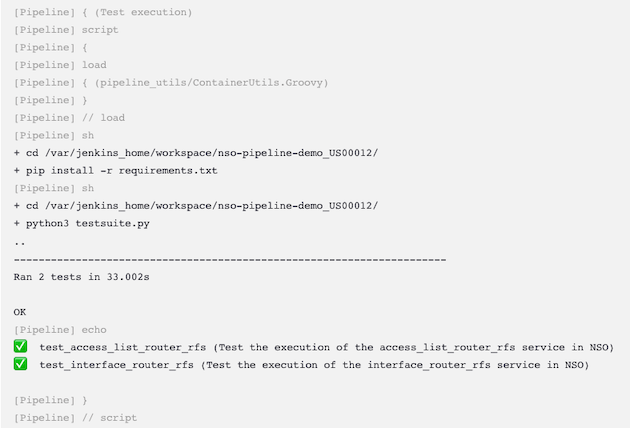 [Pipeline] { (Test execution)
[Pipeline] script
[Pipeline] {
[Pipeline] load
[Pipeline] { (pipeline_utils/ContainerUtils.Groovy)
[Pipeline] }
[Pipeline] // load
[Pipeline] sh
+ cd /var/jenkins_home/workspace/nso-pipeline-demo_US00012/
+ pip install -r requirements.txt
[Pipeline] sh
+ cd /var/jenkins_home/workspace/nso-pipeline-demo_US00012/
+ python3 testsuite.py
..
----------------------------------------------------------------------
Ran 2 tests in 33.002s
OK
[Pipeline] echo
✅ test_access_list_router_rfs (Test the execution of the access_list_router_rfs service in NSO)
✅ test_interface_router_rfs (Test the execution of the interface_router_rfs service in NSO)
[Pipeline] }
[Pipeline] // script